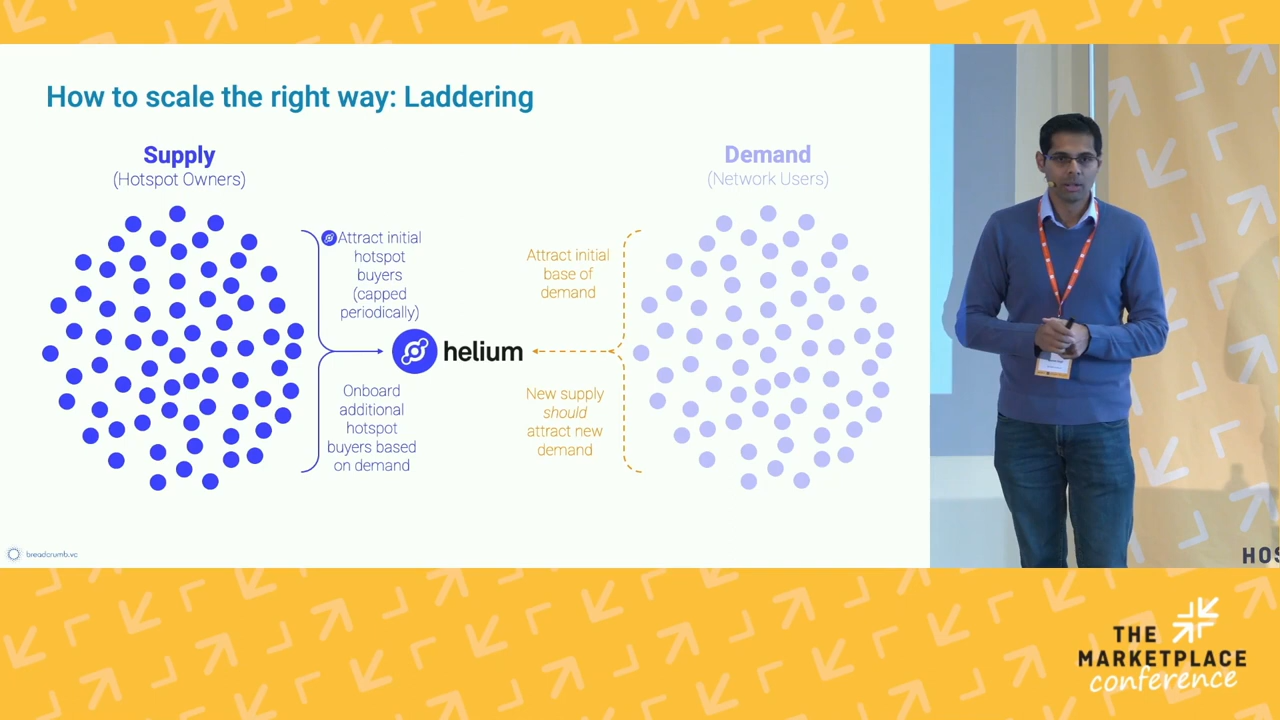 How to scale the right way: Laddering
Supply
(Hotspot Owners)
Demand
(Network Users)
Attract initial
hotspot
buyers
(capped
periodically)
Attract initial
base of
demand
helium
Onboard
additional
hotspot
buyers based
on demand
New supply
should
attract new
demand
breadcrumb.vc
HOS
THE
MARKETPLACE
conference